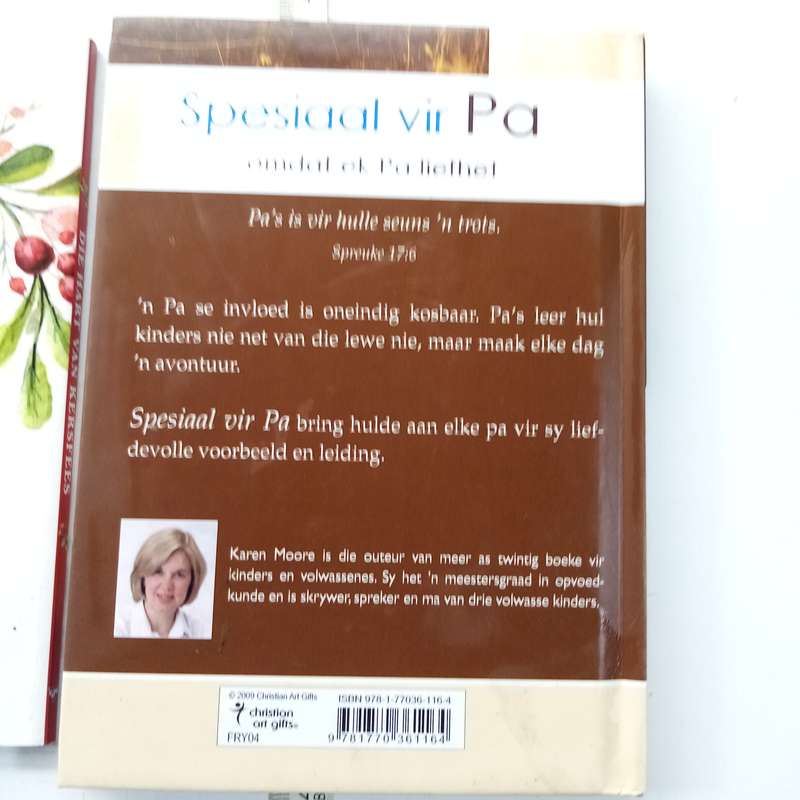 Spesiaal vir Pa
omdat ek Pa liefhet
Pa's is vir hulle seuns 'n trots.
Spreuke 17:6
'n Pa se invloed is oneindig kosbaar. Pa's leer hul
kinders nie net van die lewe nie, maar maak elke dag
'n avontuur.
Spesiaal vir Pa bring hulde aan elke pa vir sy lief-
devolle voorbeeld en leiding.
Karen Moore is die outeur van meer as twintig boeke vir
kinders en volwassenes. Sy het 'n meestersgraad in opvoed-
kunde en is skrywer, spreker en ma van drie volwasse kinders.
© 2009 Christian Art Gifts
christian
art gifts
FRY04
ISBN 978-1-77036-116-4
9 781770 361164
DIE HART VAN KERSFEES